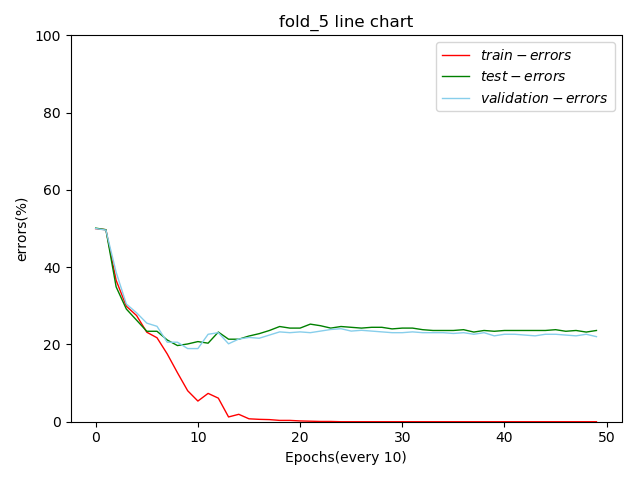 fold_5 line chart
100
80
60
40
20
0
errors(%)
train − errors
test − errors
validation − errors
0 10 20 30 40 50
Epochs(every 10)